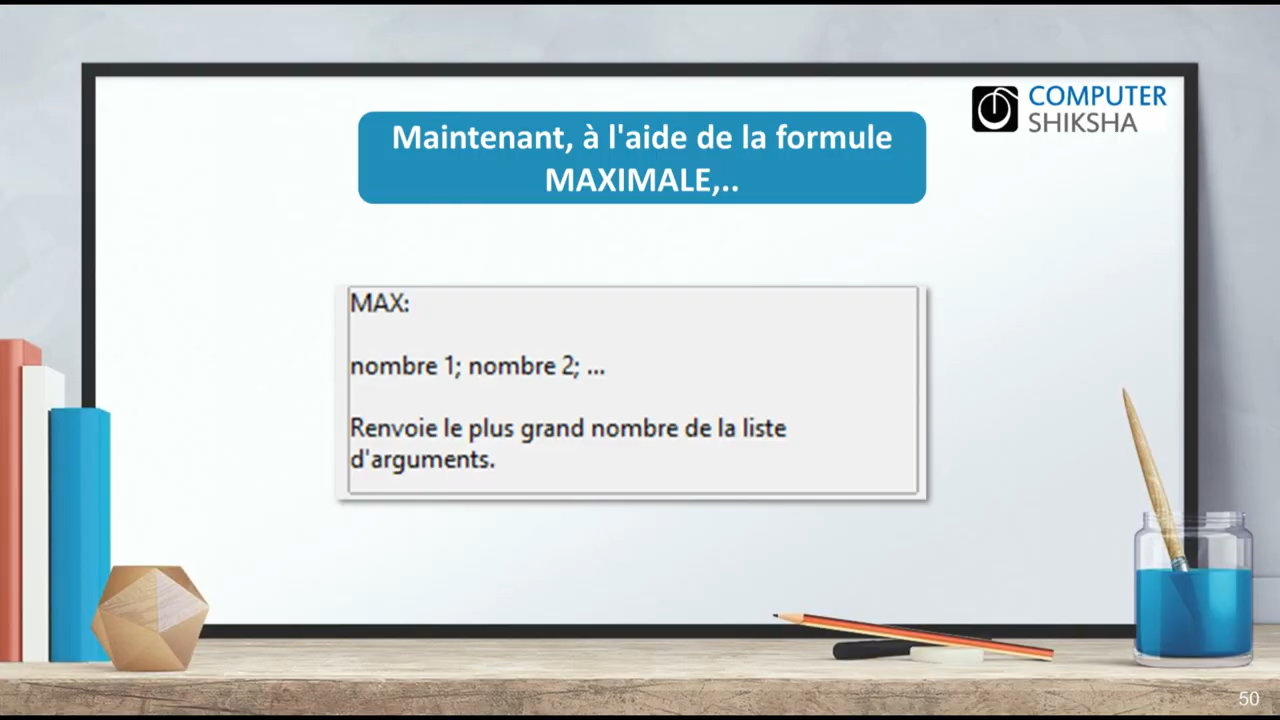 COMPUTER
SHIKSHA
Maintenant, à l'aide de la formule
MAXIMALE,..
MAX:
nombre 1; nombre 2; ...
Renvoie le plus grand nombre de la liste
d'arguments.
50